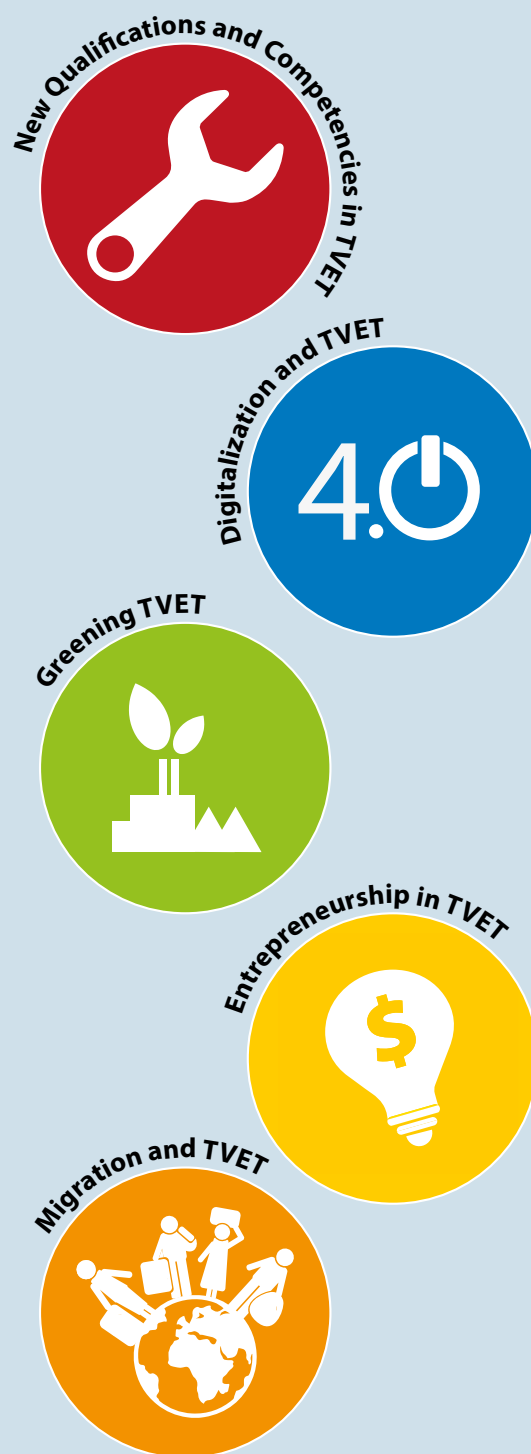 New Qualifications and Competencies in TVET
Digitalization and TVET
4.0
Greening TVET
Entrepreneurship in TVET
$
Migration and TVET